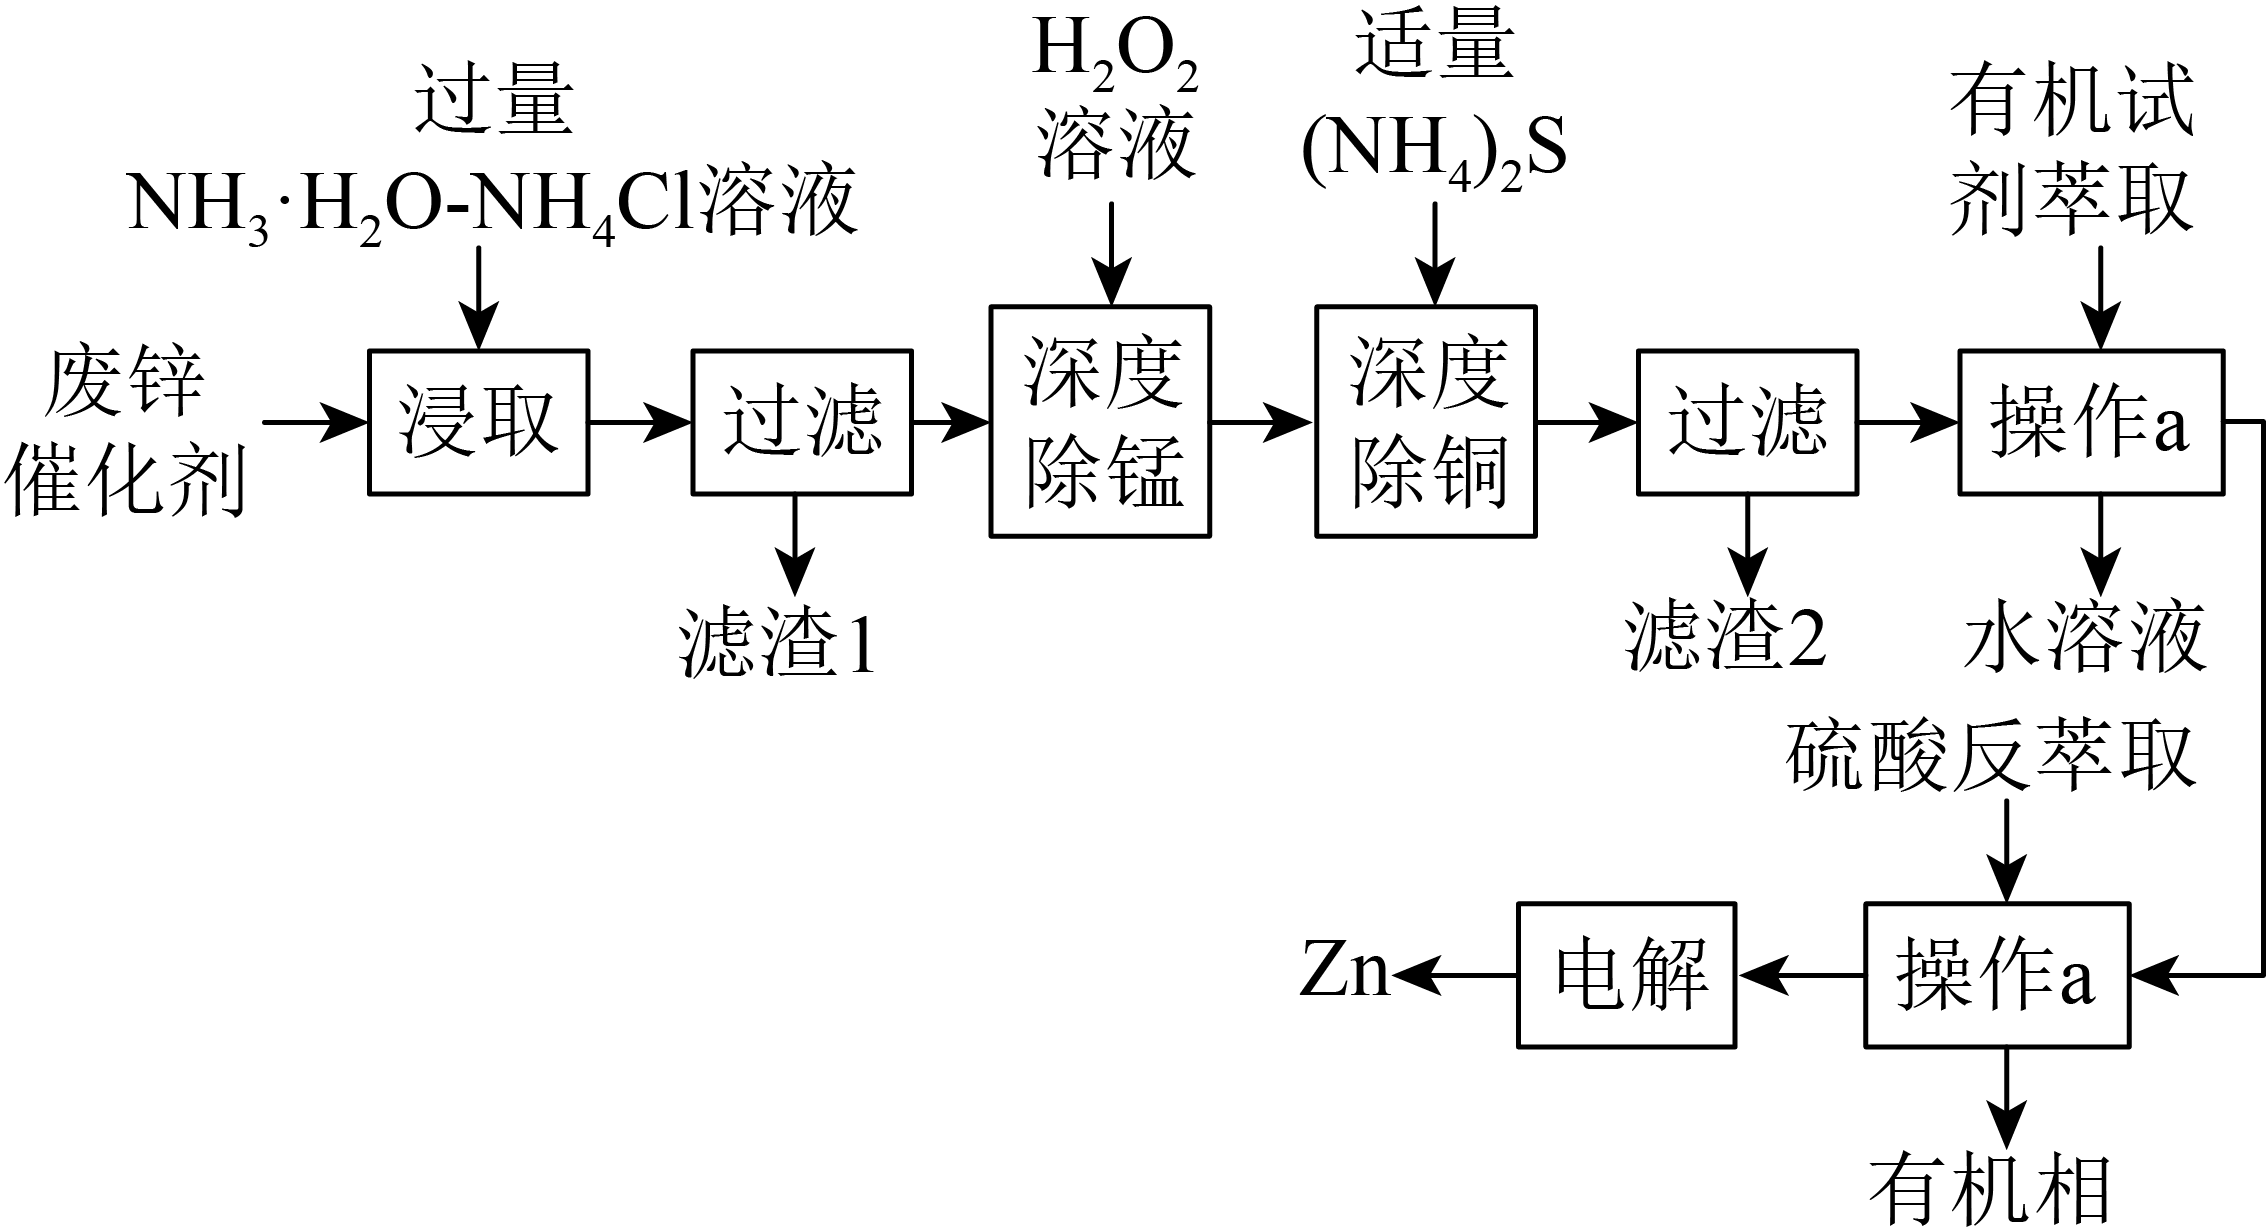 过量
NH₃·H₂O-NH₄Cl溶液
H₂O₂
溶液
适量
(NH₄)₂S
有机试
剂萃取
废锌
催化剂
浸取
过滤
深度
除锰
深度
除铜
过滤
操作a
滤渣1
滤渣2
水溶液
硫酸反萃取
Zn
电解
操作a
有机相